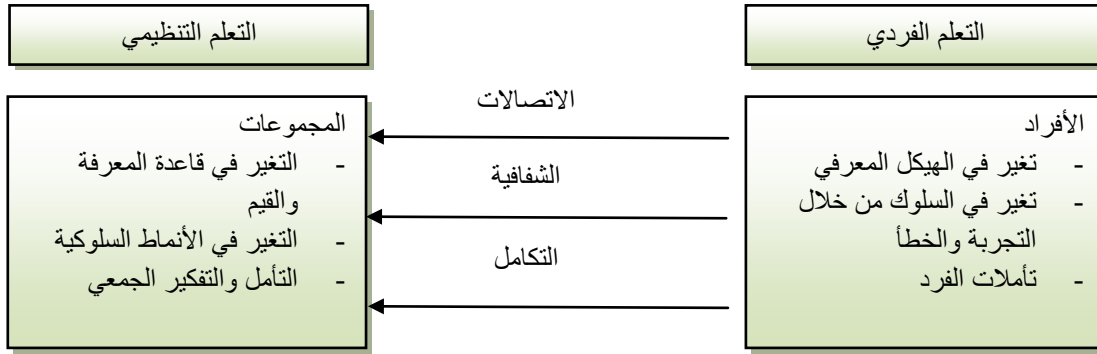 التعلم الفردي
التعلم التنظيمي
الأفراد
- تغير في الهيكل المعرفي
- تغير في السلوك من خلال
التجربة والخطأ
- تأملات الفرد
الاتصالات
الشفافية
التكامل
المجموعات
- التغير في قاعدة المعرفة
والقيم
- التغير في الأنماط السلوكية
- التأمل والتفكير الجمعي